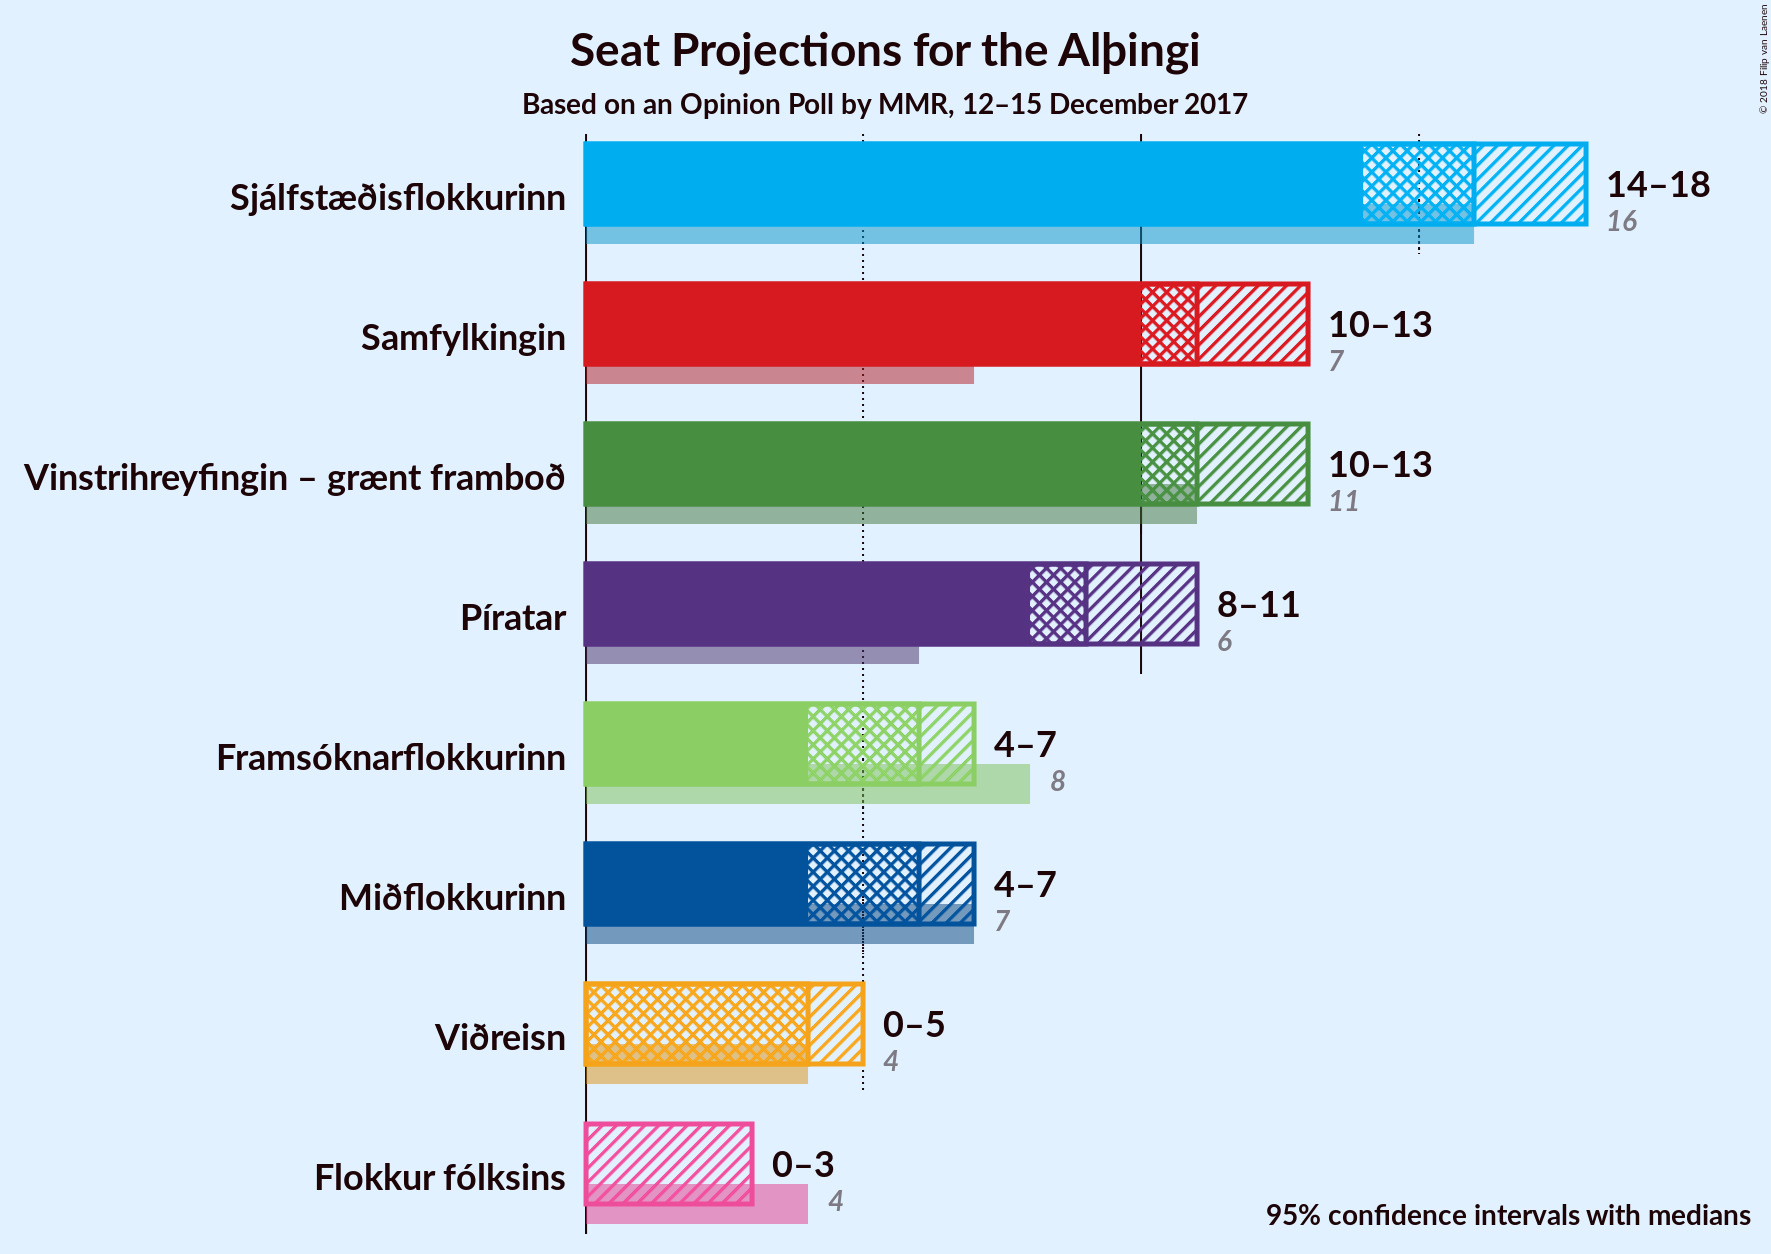 Seat Projections for the Alþingi
Based on an Opinion Poll by MMR, 12–15 December 2017
© 2018 Filip van Laenen
Sjálfstæðisflokkurinn
14–18
16
Samfylkingin
10–13
7
Vinstrihreyfingin – grænt framboð
10–13
11
Píratar
8–11
6
Framsóknarflokkurinn
4–7
8
Miðflokkurinn
4–7
7
Viðreisn
0–5
4
Flokkur fólksins
0–3
4
95% confidence intervals with medians